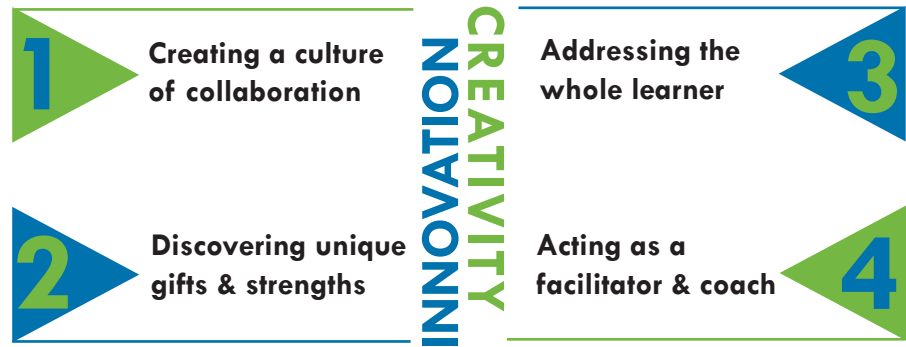 1
Creating a culture
of collaboration
2
Discovering unique
gifts & strengths
INNOVATION
CREATIVITY
3
Addressing the
whole learner
4
Acting as a
facilitator & coach